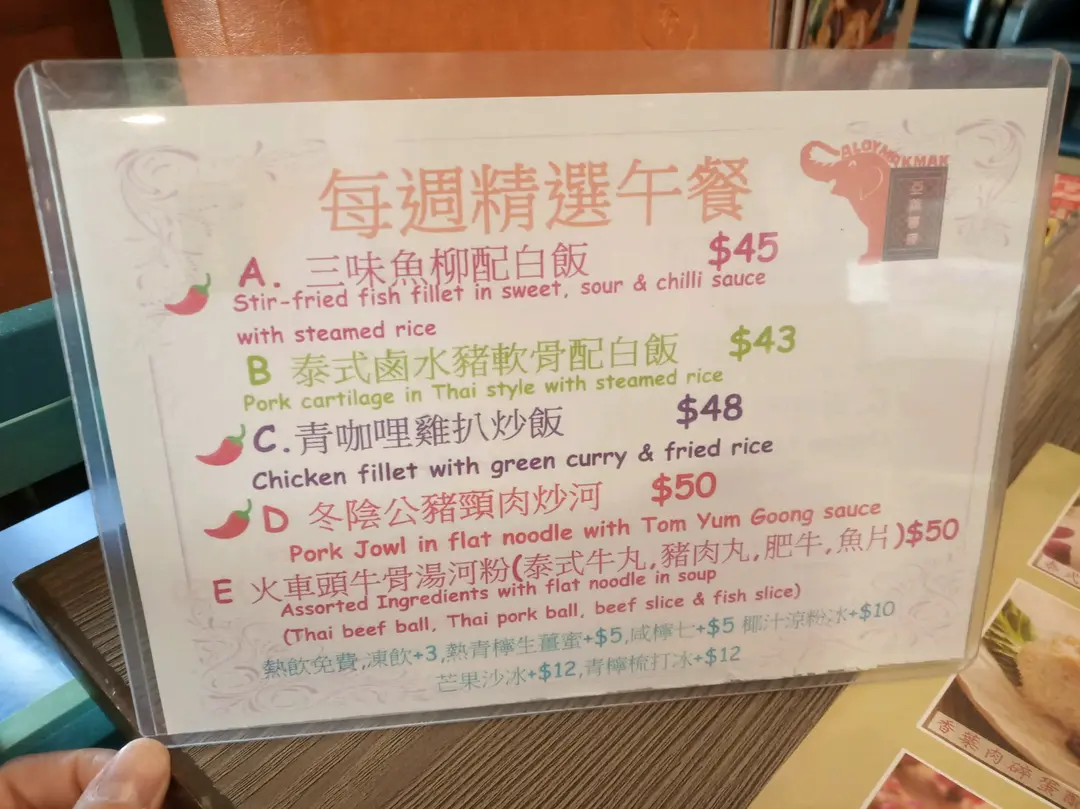 每週精選午餐
ALOYMAKMAK
A. 三味魚柳配白飯 $45
Stir-fried fish fillet in sweet, sour & chilli sauce
with steamed rice
B 泰式鹵水豬軟骨配白飯 $43
Pork cartilage in Thai style with steamed rice
C. 青咖哩雞扒炒飯 $48
Chicken fillet with green curry & fried rice
D 冬陰公豬頸肉炒河 $50
Pork Jowl in flat noodle with Tom Yum Goong sauce
E 火車頭牛骨湯河粉(泰式牛丸,豬肉丸,肥牛,魚片)$50
Assorted Ingredients with flat noodle in soup
(Thai beef ball, Thai pork ball, beef slice & fish slice)
熱飲免費,凍飲+3,熱青檸生薑蜜+$5,咸檸七+$5 椰汁涼粉冰+$10
芒果沙冰+$12,青檸梳打冰+$12
香葉肉碎蛋